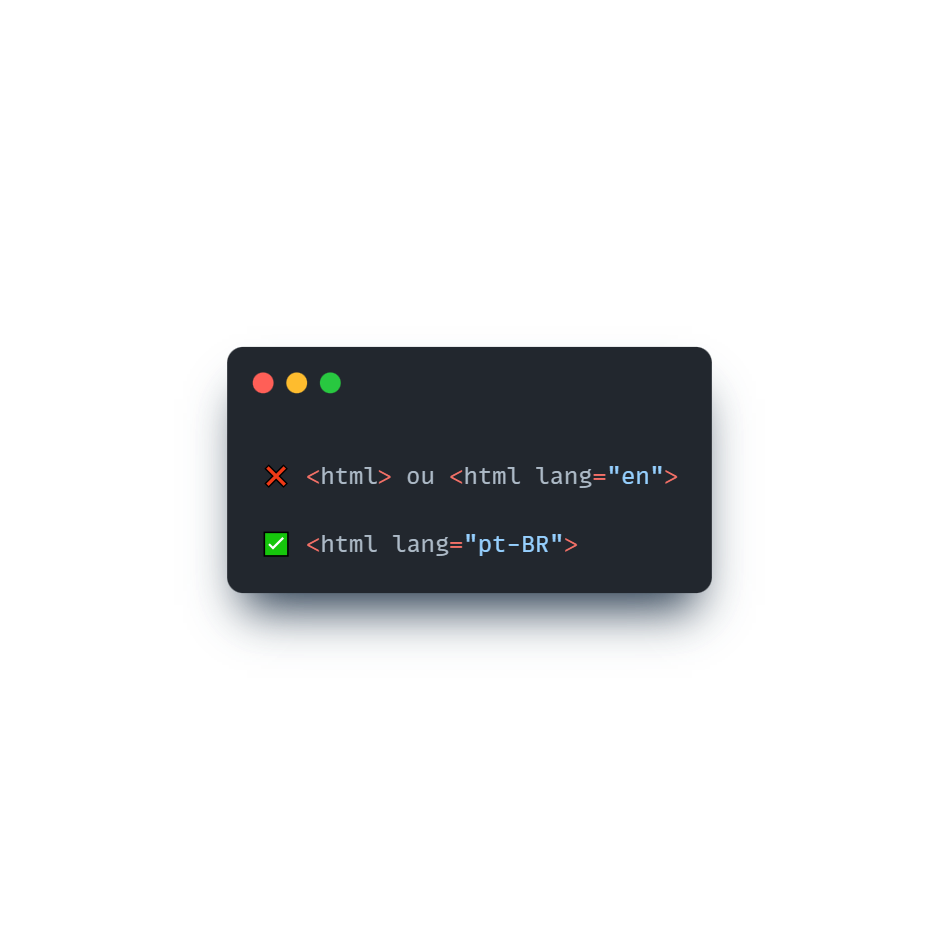 ❌ <html> ou <html lang="en">
✅ <html lang="pt-BR">